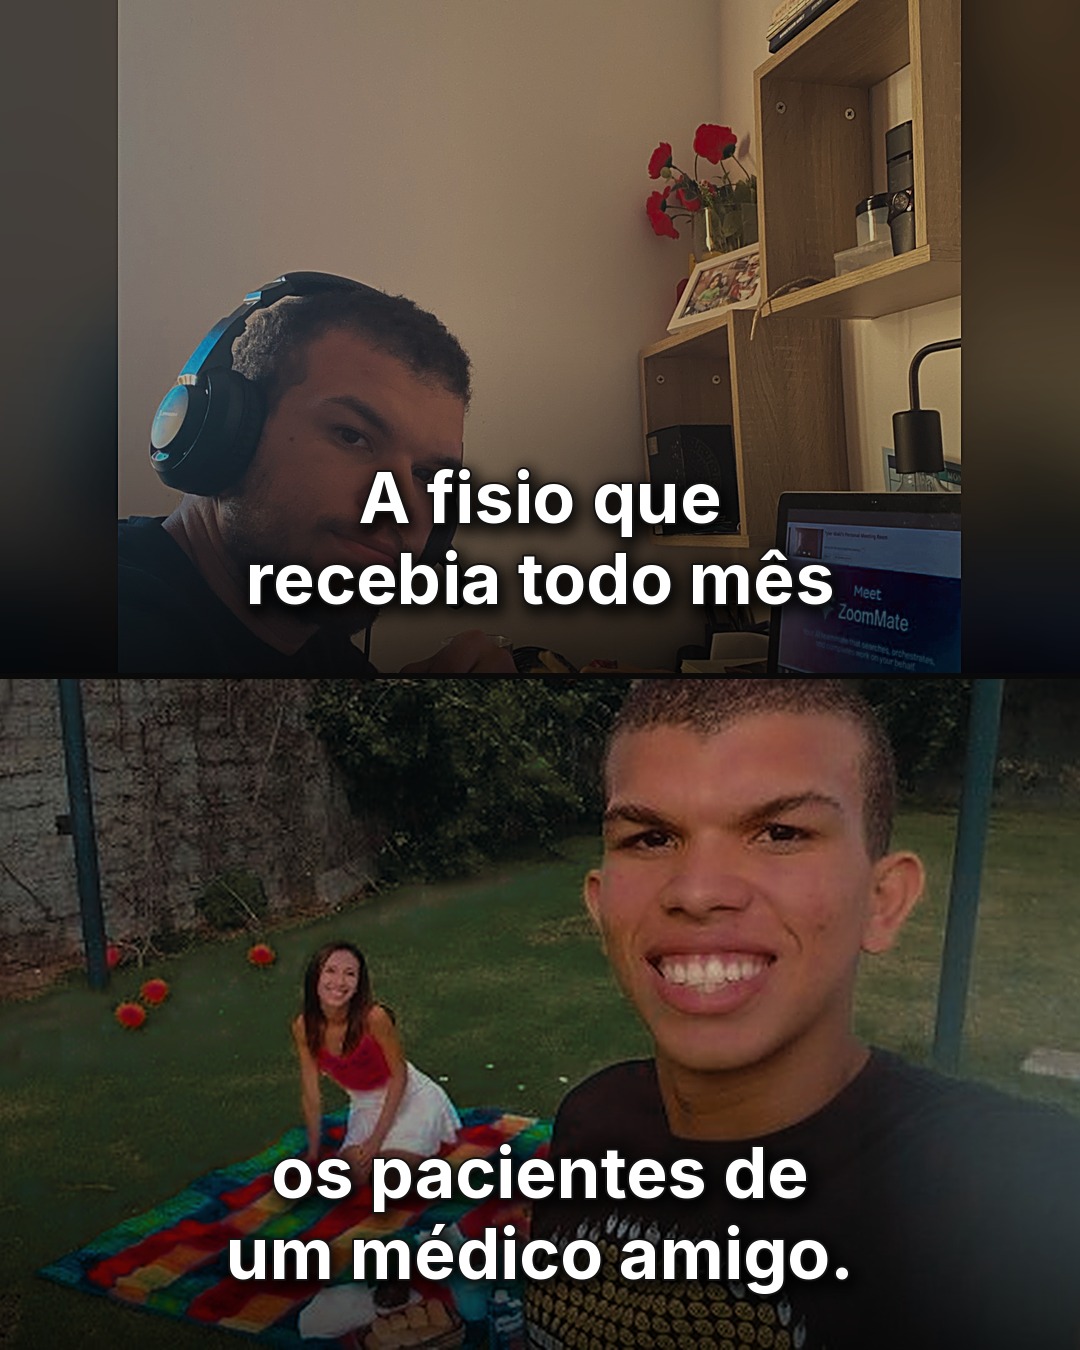 A fisio que
recebia todo mês
Meet
ZoomMate
os pacientes de
um médico amigo.